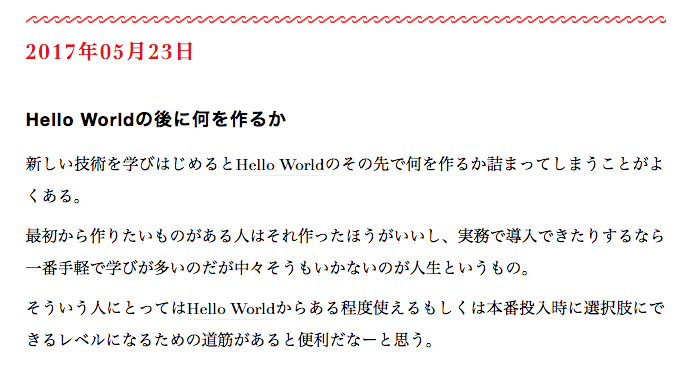 2017年05月23日
Hello Worldの後に何を作るか
新しい技術を学びはじめるとHello Worldのその先で何を作るか詰まってしまうことがよ
くある。
最初から作りたいものがある人はそれ作ったほうがいいし、実務で導入できたりするなら
一番手軽で学びが多いのだが中々そうもいかないのが人生というもの。
そういう人にとってはHello Worldからある程度使えるもしくは本番投入時に選択肢にで
きるレベルになるための道筋があると便利だなーと思う。